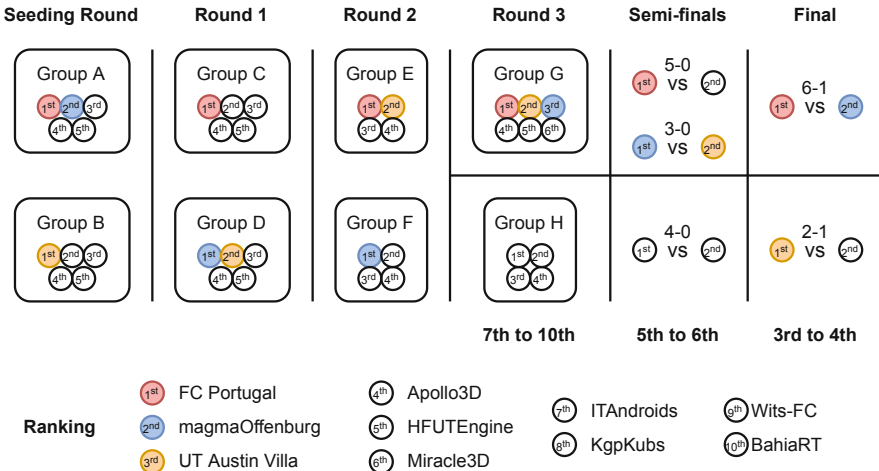 Seeding Round Round 1 Round 2 Round 3 Semi-finals Final
Group A Group C Group E Group G
1st 2nd 3rd 1st 2nd 3rd 1st 2nd 1st 2nd 3rd
4th 5th 4th 5th 3rd 4th 4th 5th 6th
5-0
1st vs 2nd
3-0
1st vs 2nd
6-1
1st vs 2nd
Group B Group D Group F Group H
1st 2nd 3rd 1st 2nd 3rd 1st 2nd 1st 2nd
4th 5th 4th 5th 3rd 4th 3rd 4th
4-0
1st vs 2nd
2-1
1st vs 2nd
7th to 10th 5th to 6th 3rd to 4th
Ranking
1st FC Portugal
2nd magmaOffenburg
3rd UT Austin Villa
4th Apollo3D
5th HFUTEngine
6th Miracle3D
7th ITAndroids
8th KgpKubs
9th Wits-FC
10th BahiaRT